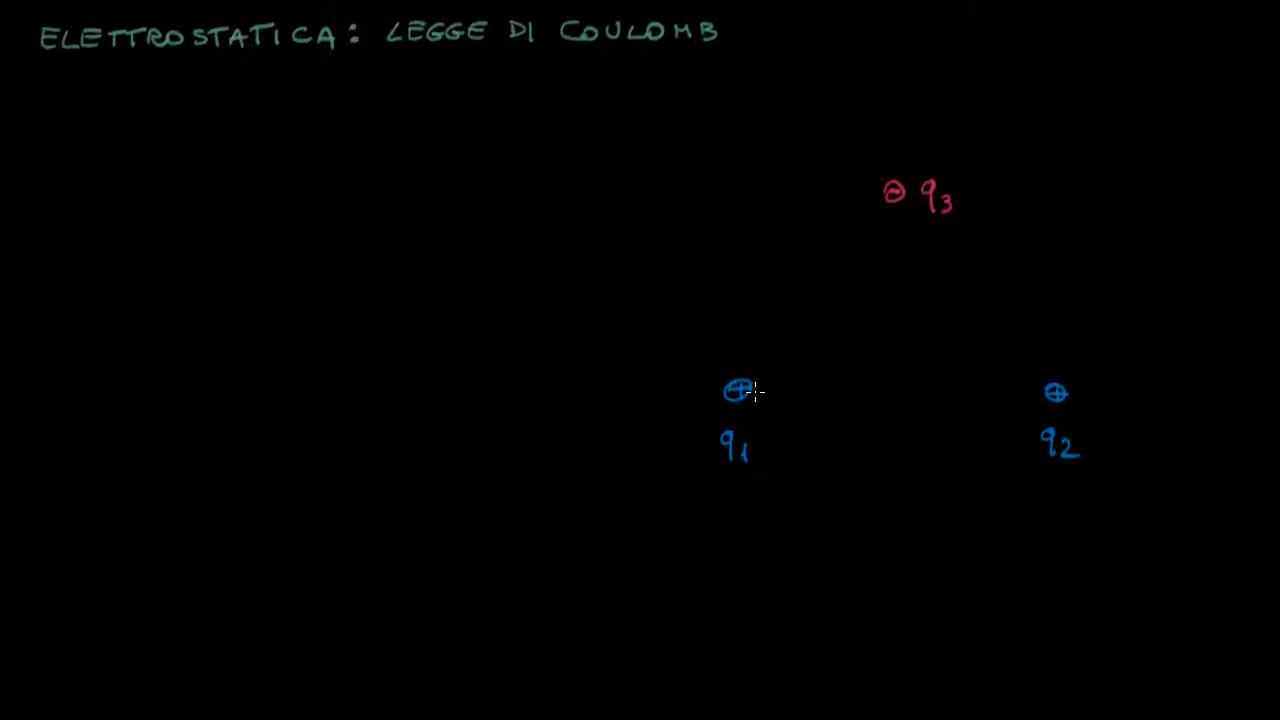 ELETTROSTATICA: LEGGE DI COULOMB
⊖ q₃
⊕ ⊕
q₁ q₂